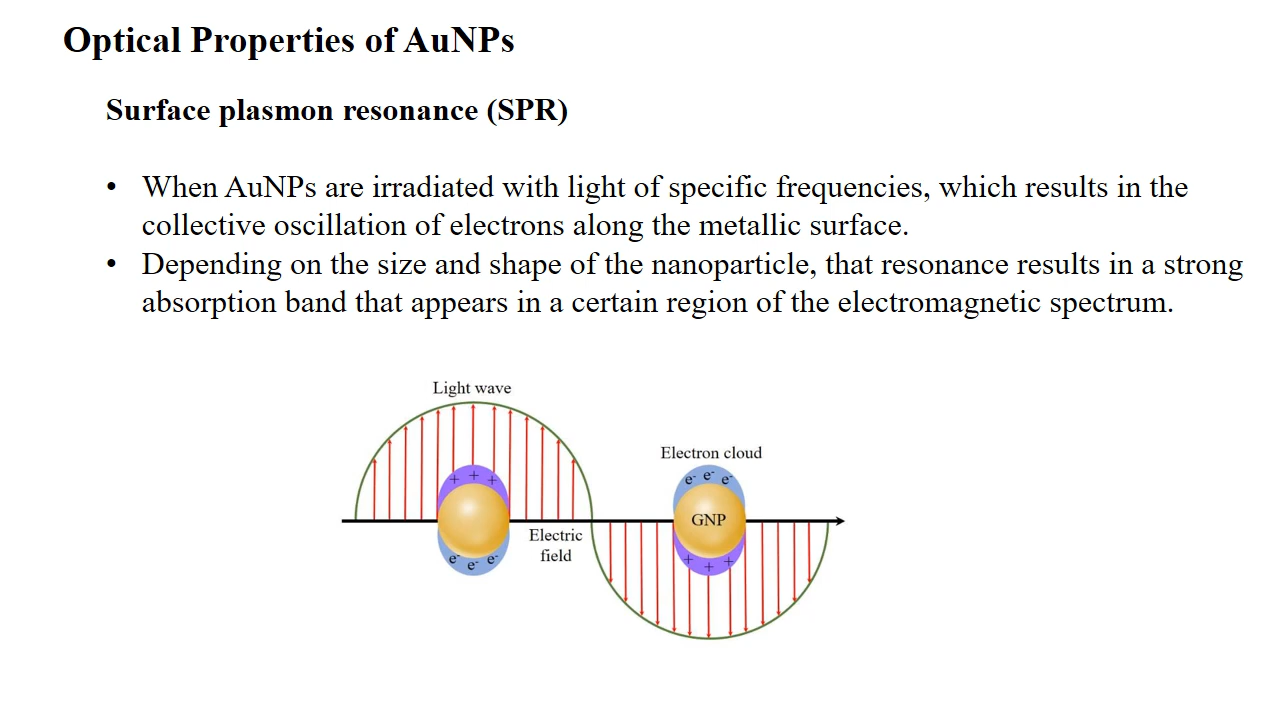 Optical Properties of AuNPs
Surface plasmon resonance (SPR)
• When AuNPs are irradiated with light of specific frequencies, which results in the
collective oscillation of electrons along the metallic surface.
• Depending on the size and shape of the nanoparticle, that resonance results in a strong
absorption band that appears in a certain region of the electromagnetic spectrum.
Light wave
+ + +
e⁻ e⁻ e⁻
Electric
field
Electron cloud
e⁻ e⁻ e⁻
GNP
+ + +